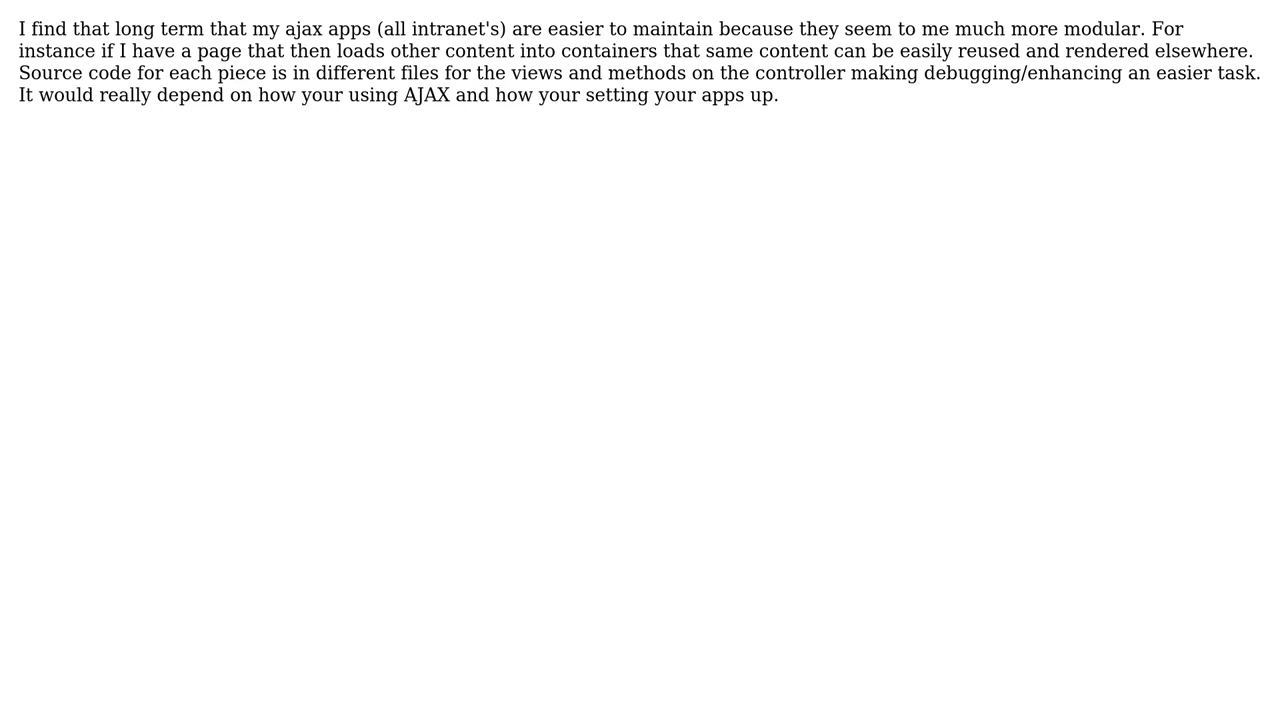 I find that long term that my ajax apps (all intranet's) are easier to maintain because they seem to me much more modular. For
instance if I have a page that then loads other content into containers that same content can be easily reused and rendered elsewhere.
Source code for each piece is in different files for the views and methods on the controller making debugging/enhancing an easier task.
It would really depend on how your using AJAX and how your setting your apps up.